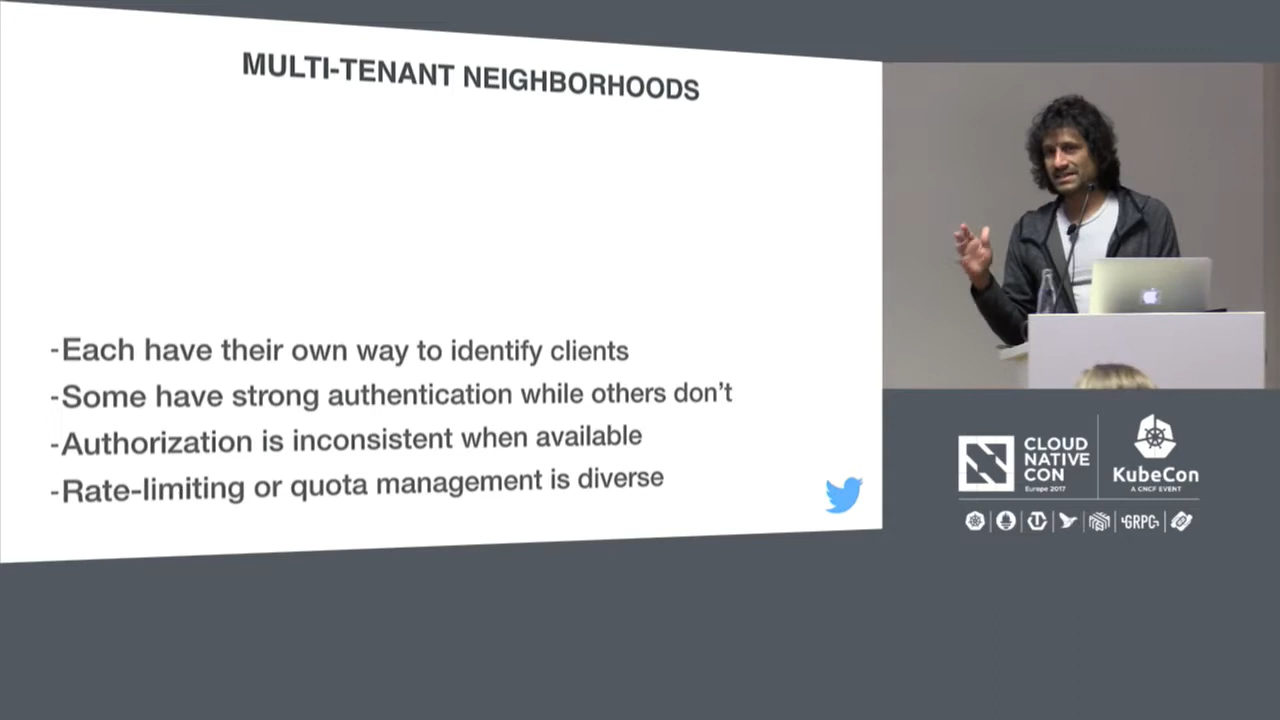 MULTI-TENANT NEIGHBORHOODS
-Each have their own way to identify clients
-Some have strong authentication while others don't
-Authorization is inconsistent when available
-Rate-limiting or quota management is diverse
CLOUD
NATIVE
CON
Europe 2017
KubeCon
A CNCF EVENT
GRPC